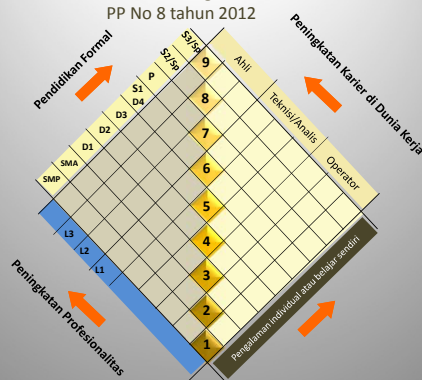 PP No 8 tahun 2012
Pendidikan Formal
Peningkatan Karier di Dunia Kerja
S3/Sp
S2/Sp
P
S1
D4
D3
D2
D1
SMA
SMP
Ahli
Teknisi/Analis
Operator
9
8
7
6
5
4
3
2
1
L3
L2
L1
Peningkatan Profesionalitas
Pengalaman individual atau belajar sendiri